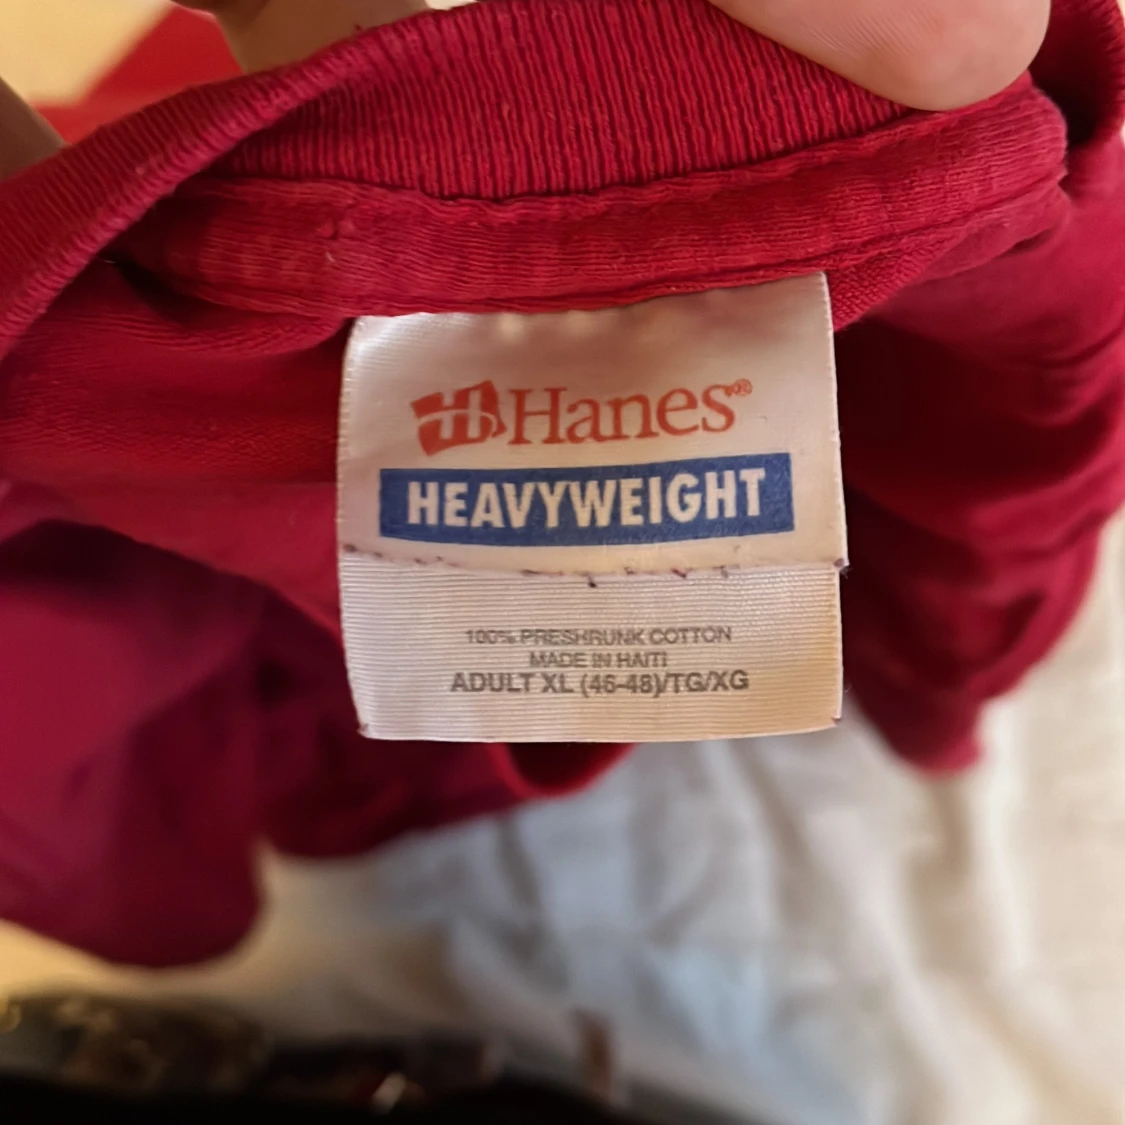 Hanes®
HEAVYWEIGHT
100% PRESHRUNK COTTON
MADE IN HAITI
ADULT XL (46-48)/TG/XG